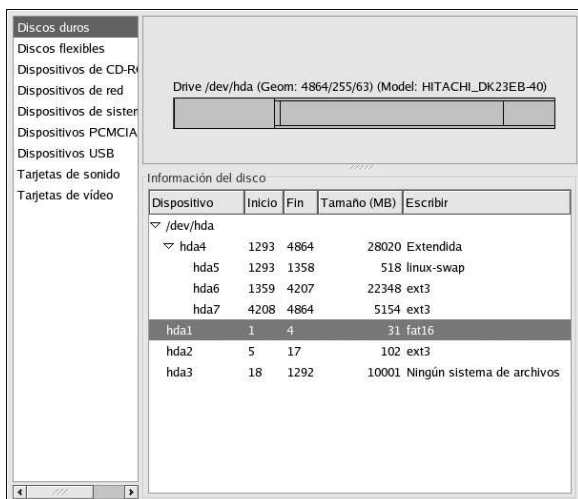 Discos duros
Discos flexibles
Dispositivos de CD-R
Dispositivos de red
Dispositivos de sister
Dispositivos PCMCIA
Dispositivos USB
Tarjetas de sonido
Tarjetas de vídeo
Drive /dev/hda (Geom: 4864/255/63) (Model: HITACHI_DK23EB-40)
Información del disco
Dispositivo Inicio Fin Tamaño (MB) Escribir
/dev/hda
hda4 1293 4864 28020 Extendida
hda5 1293 1358 518 linux-swap
hda6 1359 4207 22348 ext3
hda7 4208 4864 5154 ext3
hda1 1 4 31 fat16
hda2 5 17 102 ext3
hda3 18 1292 10001 Ningún sistema de archivos